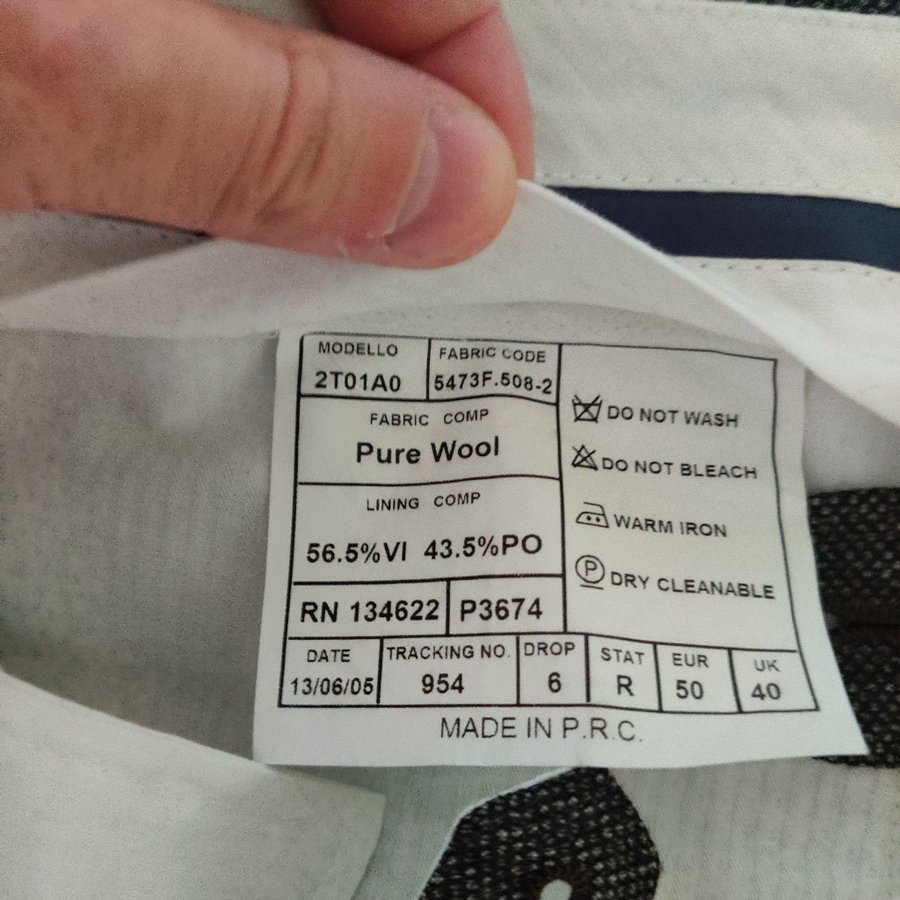 MODELLO
2T01A0
FABRIC CODE
5473F.508-2
FABRIC COMP
Pure Wool
LINING COMP
56.5%VI 43.5%PO
RN 134622
P3674
DO NOT WASH
DO NOT BLEACH
WARM IRON
P
DRY CLEANABLE
DATE
13/06/05
TRACKING NO.
954
DROP
6
STAT
R
EUR
50
UK
40
MADE IN P.R.C.